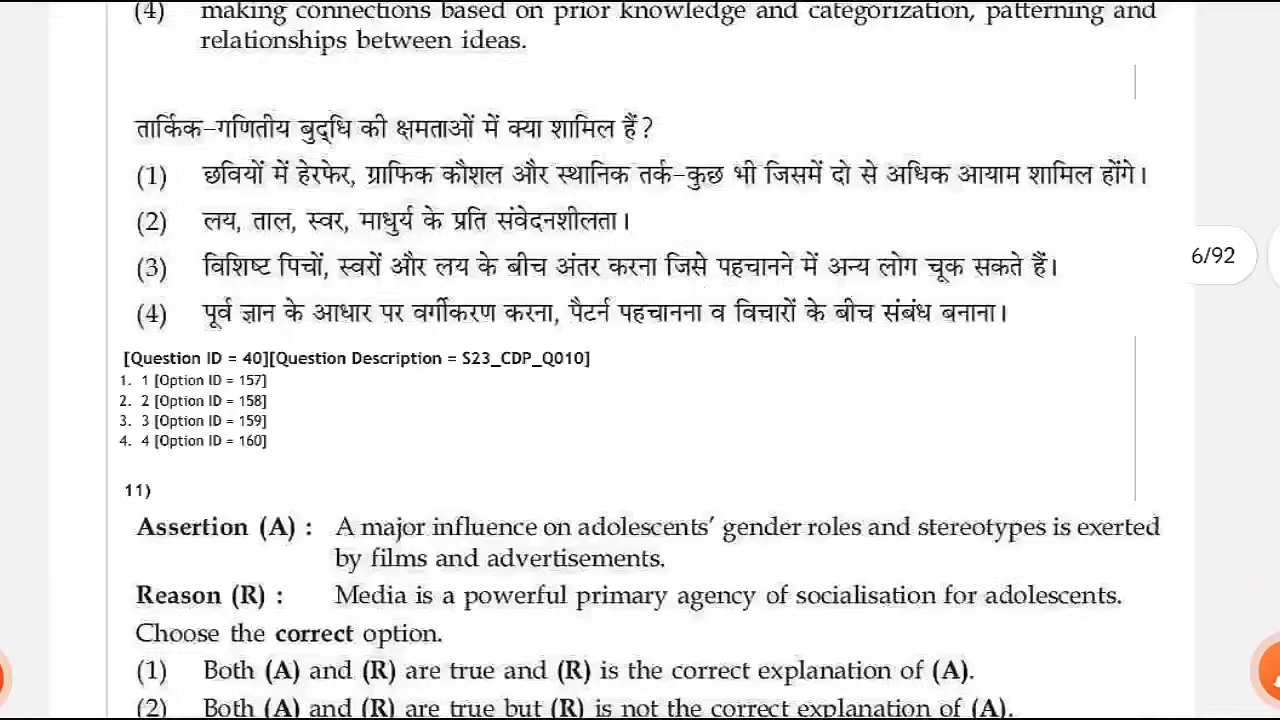 (4) making connections based on prior knowledge and categorization, patterning and
relationships between ideas.
तार्किक-गणितीय बुद्धि की क्षमताओं में क्या शामिल हैं?
(1) छवियों में हेरफेर, ग्राफिक कौशल और स्थानिक तर्क-कुछ भी जिसमें दो से अधिक आयाम शामिल होंगे।
(2) लय, ताल, स्वर, माधुर्य के प्रति संवेदनशीलता।
(3) विशिष्ट पिचों, स्वरों और लय के बीच अंतर करना जिसे पहचानने में अन्य लोग चूक सकते हैं।
6/92
(4) पूर्व ज्ञान के आधार पर वर्गीकरण करना, पैटर्न पहचानना व विचारों के बीच संबंध बनाना।
[Question ID = 40][Question Description = S23_CDP_Q010]
1. 1 [Option ID = 157]
2. 2 [Option ID = 158]
3. 3 [Option ID = 159]
4. 4 [Option ID = 160]
11)
Assertion (A) : A major influence on adolescents' gender roles and stereotypes is exerted
by films and advertisements.
Reason (R) : Media is a powerful primary agency of socialisation for adolescents.
Choose the correct option.
(1) Both (A) and (R) are true and (R) is the correct explanation of (A).
(2) Both (A) and (R) are true but (R) is not the correct explanation of (A).